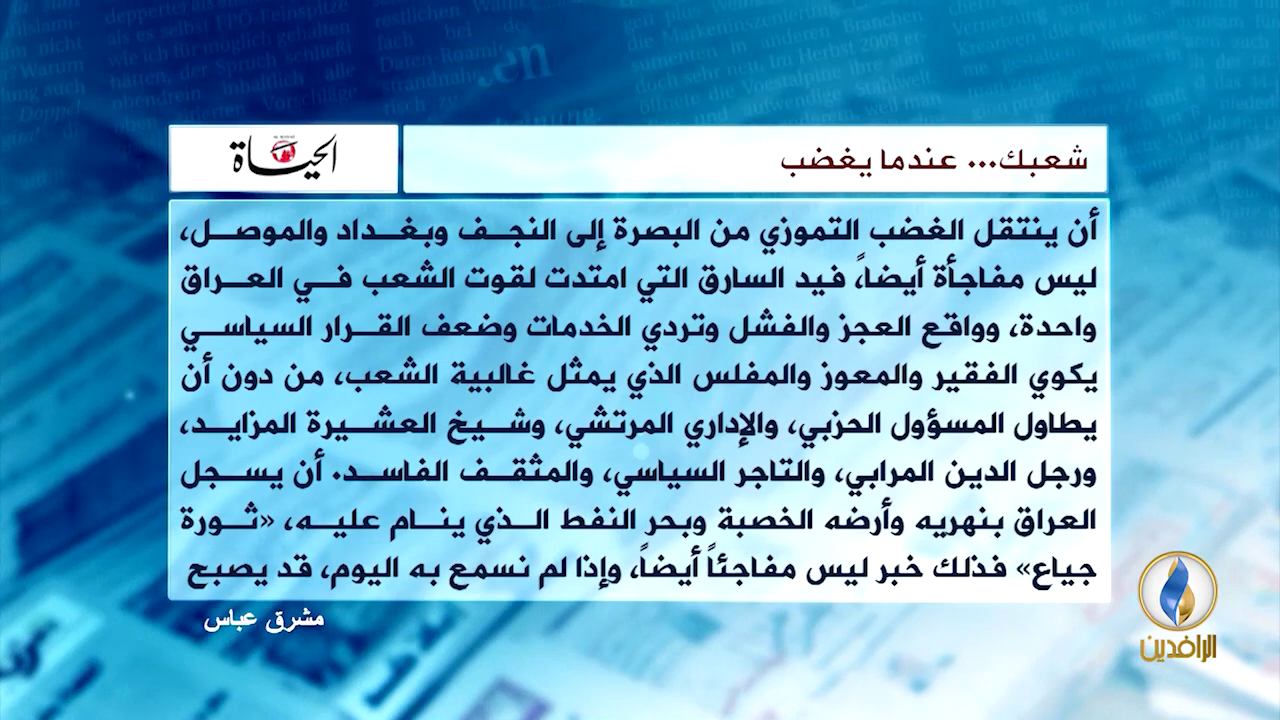 شعبك... عندما يغضب
الحياة
أن ينتقل الغضب التموزي من البصرة إلى النجف وبغداد والموصل،
ليس مفاجأة أيضاً، فيد السارق التي امتدت لقوت الشعب في العراق
واحدة، وواقع العجز والفشل وتردي الخدمات وضعف القرار السياسي
يكوي الفقير والمعوز والمفلس الذي يمثل غالبية الشعب، من دون أن
يطاول المسؤول الحزبي، والإداري المرتشي، وشيخ العشيرة المزايد،
ورجل الدين المرابي، والتاجر السياسي، والمثقف الفاسد. أن يسجل
العراق بنهريه وأرضه الخصبة وبحر النفط الذي ينام عليه، «ثورة
جياع» فذلك خبر ليس مفاجئاً أيضاً، وإذا لم نسمع به اليوم، قد يصبح
مشرق عباس
الرافدين